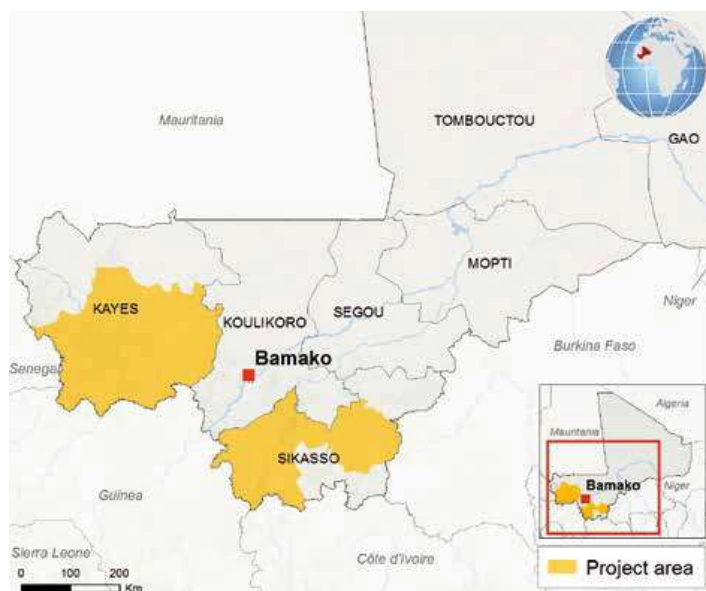 Mauritania
TOMBOUCTOU
GAO
MOPTI
KAYES
SEGOU
KOULIKORO
Niger
Bamako
Burkina Faso
Senegal
SIKASSO
Guinea
Sierra Leone
Côte d'Ivoire
0 100 200
Km
Algeria
Mauritania
Bamako
Niger
Project area